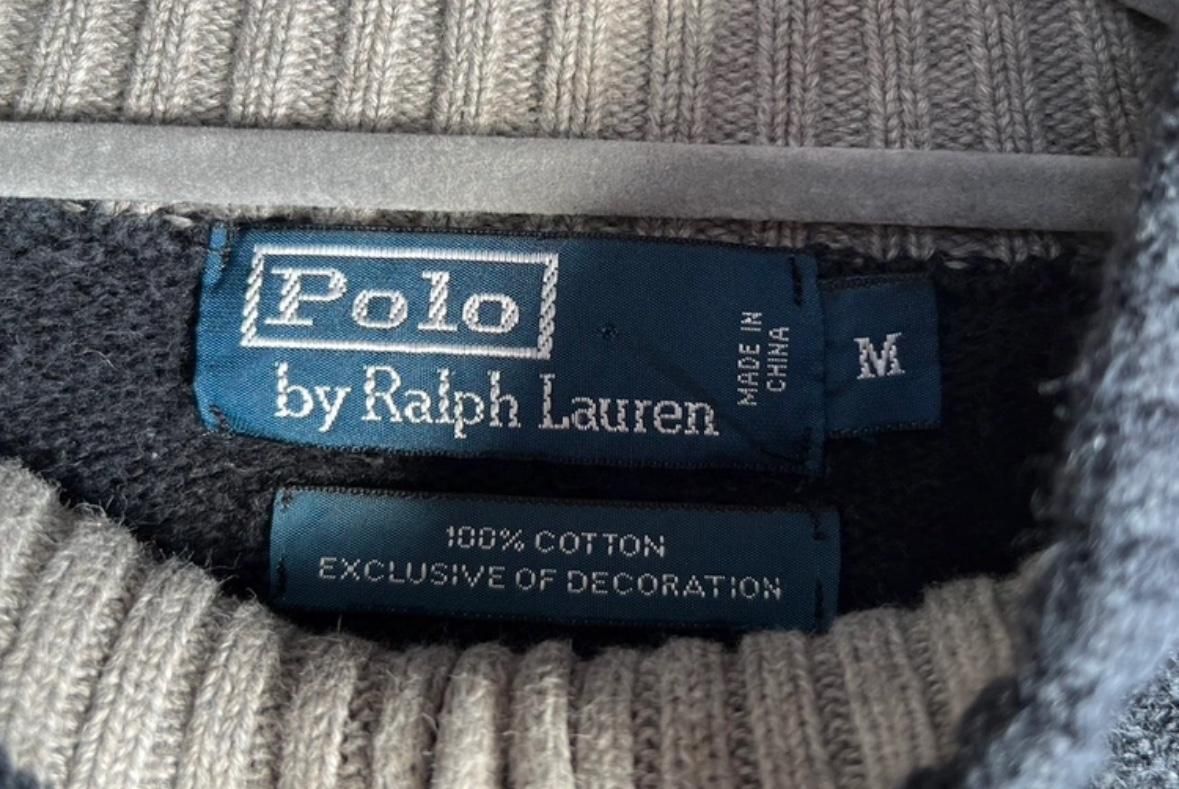 Polo
by Ralph Lauren
MADE IN
CHINA
M
100% COTTON
EXCLUSIVE OF DECORATION